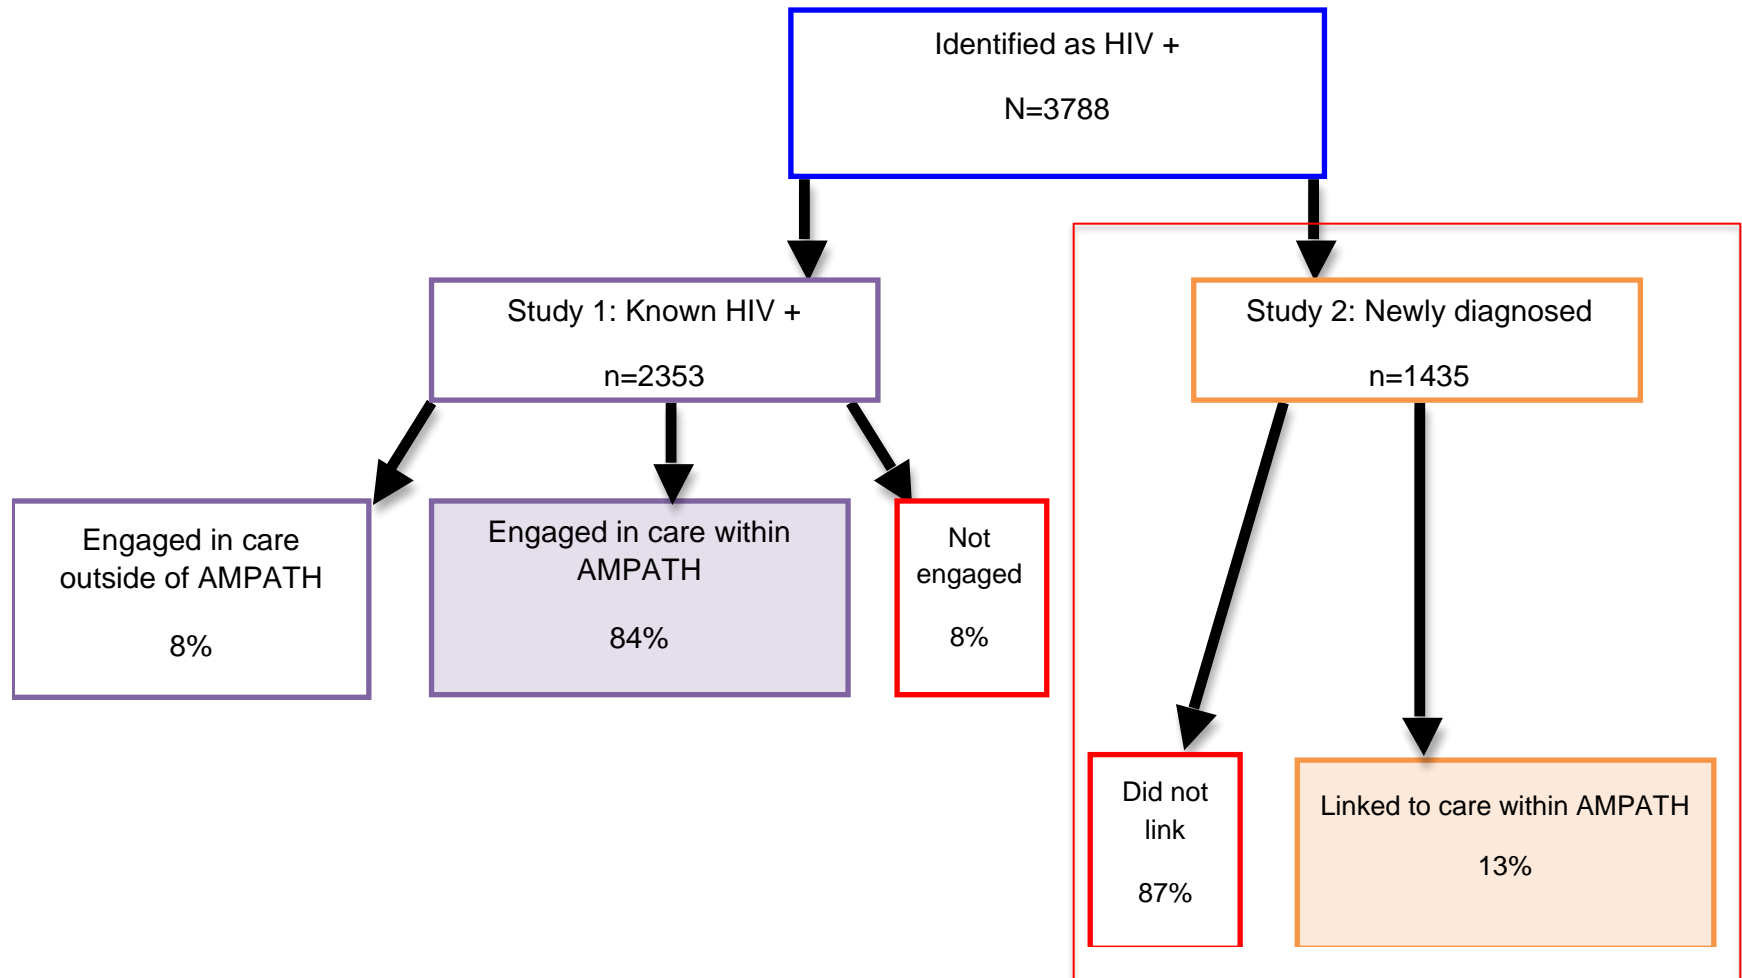 Identified as HIV +
N=3788
Study 1: Known HIV +
n=2353
Study 2: Newly diagnosed
n=1435
Engaged in care
outside of AMPATH
8%
Engaged in care within
AMPATH
84%
Not
engaged
8%
Did not
link
87%
Linked to care within AMPATH
13%